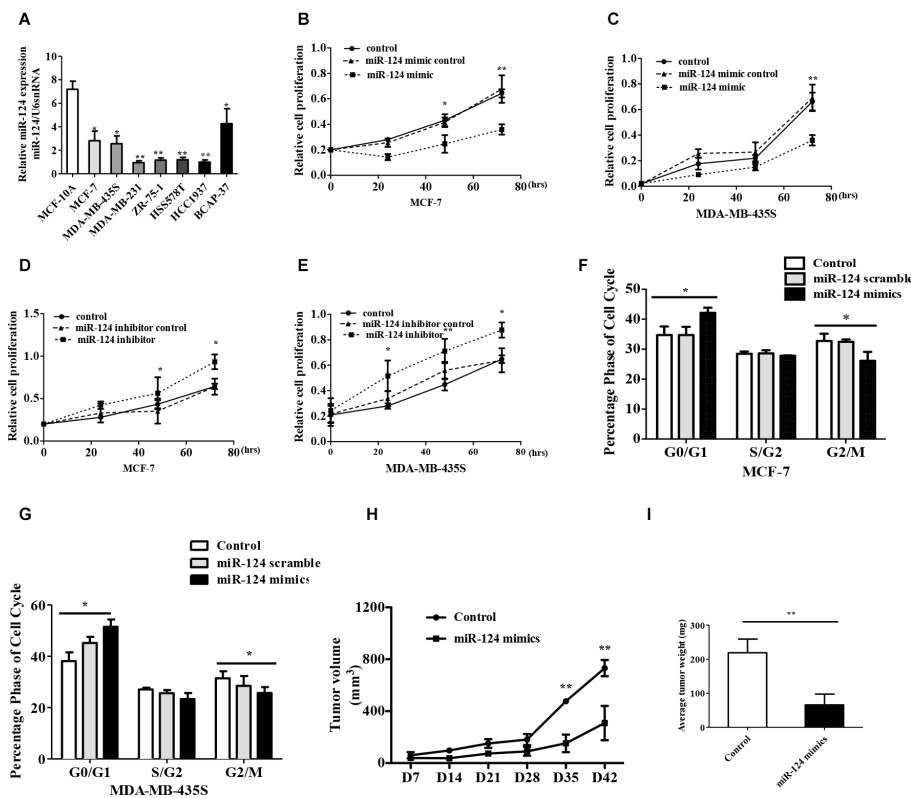 A
Relative miR-124 expression
miR-124/U6snRNA
10
8
6
4
2
0
*
*
**
**
**
**
*
MCF-10A
MCF-7
MDA-MB-435S
MDA-MB-231
ZR-75-1
HSS578T
HCC1937
BCAP-37
B
Relative cell proliferation
1.0
0.8
0.6
0.4
0.2
0.0
control
miR-124 mimic control
miR-124 mimic
*
**
0
20
40
60
80
(hrs)
MCF-7
C
Relative cell proliferation
1.0
0.8
0.6
0.4
0.2
0.0
control
miR-124 mimic control
miR-124 mimic
**
0
20
40
60
80
(hrs)
MDA-MB-435S
D
Relative cell proliferation
1.5
1.0
0.5
0.0
control
miR-124 inhibitor control
miR-124 inhibitor
*
*
0
20
40
60
80
(hrs)
MCF-7
E
Relative cell proliferation
1.0
0.8
0.6
0.4
0.2
0.0
control
miR-124 inhibitor control
miR-124 inhibitor
*
**
*
0
20
40
60
80
(hrs)
MDA-MB-435S
F
Control
miR-124 scramble
miR-124 mimics
Percentage Phase of Cell Cycle
50
40
30
20
10
0
*
*
G0/G1
S/G2
G2/M
MCF-7
G
Control
miR-124 scramble
miR-124 mimics
Percentage Phase of Cell Cycle
60
40
20
0
*
*
G0/G1
S/G2
G2/M
MDA-MB-435S
H
Tumor volume
(mm3)
1200
800
400
0
Control
miR-124 mimics
**
**
D7
D14
D21
D28
D35
D42
I
Average tumor weight (mg)
300
200
100
0
**
Control
miR-124 mimics